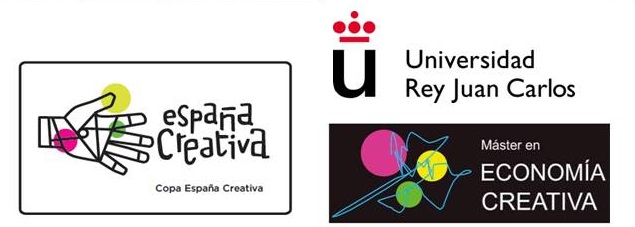 españa
Creativa
Copa España Creativa
u
Universidad
Rey Juan Carlos
Máster en
ECONOMÍA
CREATIVA